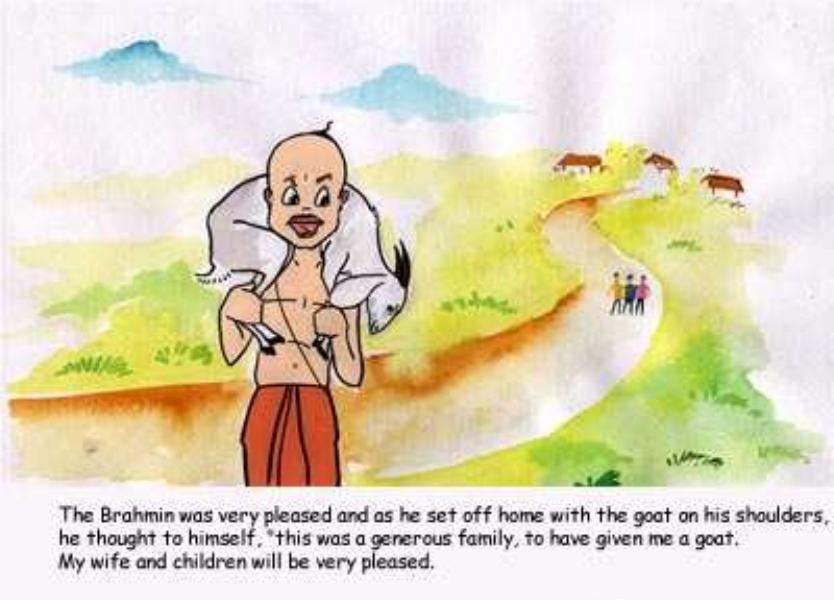 The Brahmin was very pleased and as he set off home with the goat on his shoulders,
he thought to himself, "this was a generous family, to have given me a goat.
My wife and children will be very pleased.